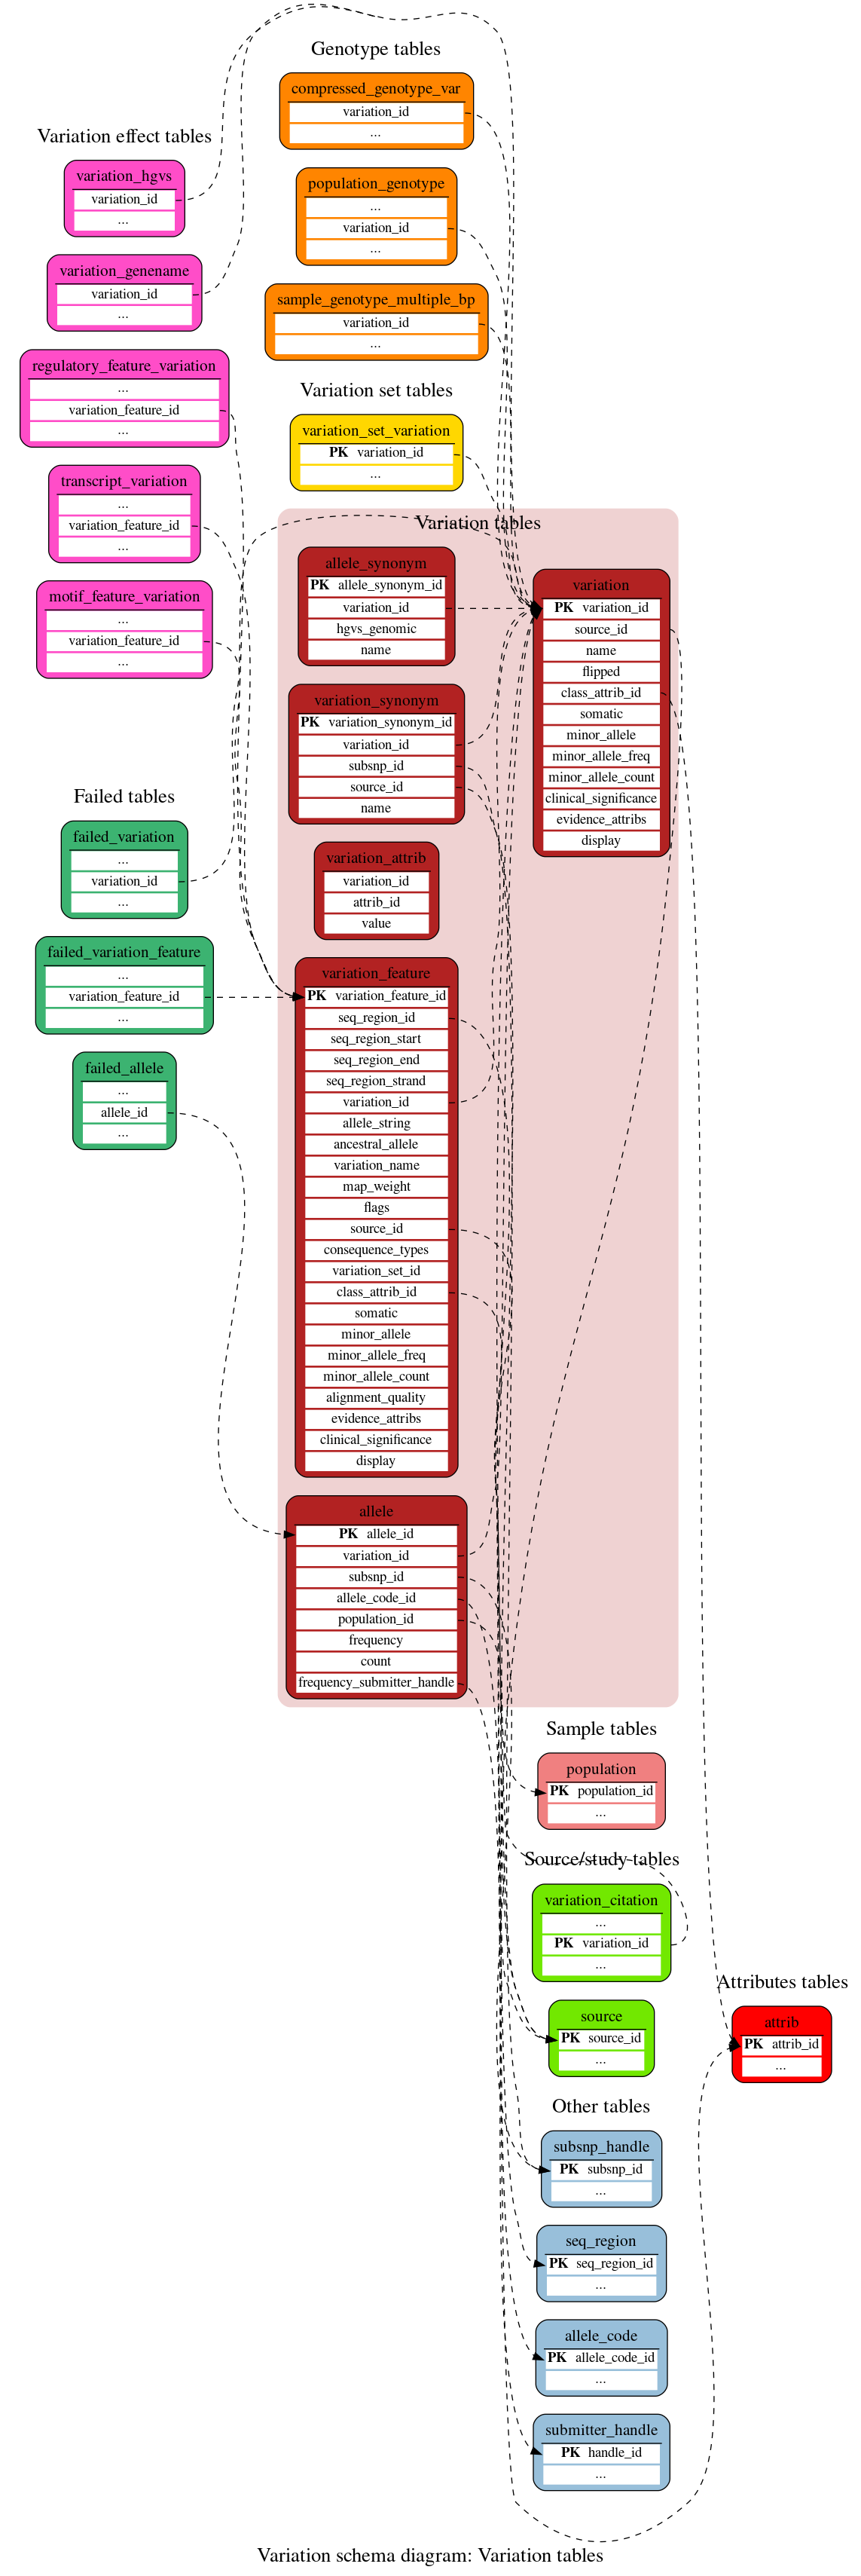 Genotype tables
compressed_genotype_var
variation_id
...
population_genotype
...
variation_id
...
sample_genotype_multiple_bp
variation_id
...
Variation effect tables
variation_hgvs
variation_id
...
variation_genename
variation_id
...
regulatory_feature_variation
...
variation_feature_id
...
transcript_variation
...
variation_feature_id
...
motif_feature_variation
...
variation_feature_id
...
Variation set tables
variation_set_variation
PK variation_id
...
Variation tables
allele_synonym
PK allele_synonym_id
variation_id
hgvs_genomic
name
variation_synonym
PK variation_synonym_id
variation_id
subsnp_id
source_id
name
variation_attrib
variation_id
attrib_id
value
variation_feature
PK variation_feature_id
seq_region_id
seq_region_start
seq_region_end
seq_region_strand
variation_id
allele_string
ancestral_allele
variation_name
map_weight
flags
source_id
consequence_types
variation_set_id
class_attrib_id
somatic
minor_allele
minor_allele_freq
minor_allele_count
alignment_quality
evidence_attribs
clinical_significance
display
allele
PK allele_id
variation_id
subsnp_id
allele_code_id
population_id
frequency
count
frequency_submitter_handle
variation
PK variation_id
source_id
name
flipped
class_attrib_id
somatic
minor_allele
minor_allele_freq
minor_allele_count
clinical_significance
evidence_attribs
display
Failed tables
failed_variation
...
variation_id
...
failed_variation_feature
...
variation_feature_id
...
failed_allele
...
allele_id
...
Sample tables
population
PK population_id
...
Source/study tables
variation_citation
...
PK variation_id
...
source
PK source_id
...
Attributes tables
attrib
PK attrib_id
...
Other tables
subsnp_handle
PK subsnp_id
...
seq_region
PK seq_region_id
...
allele_code
PK allele_code_id
...
submitter_handle
PK handle_id
...
Variation schema diagram: Variation tables